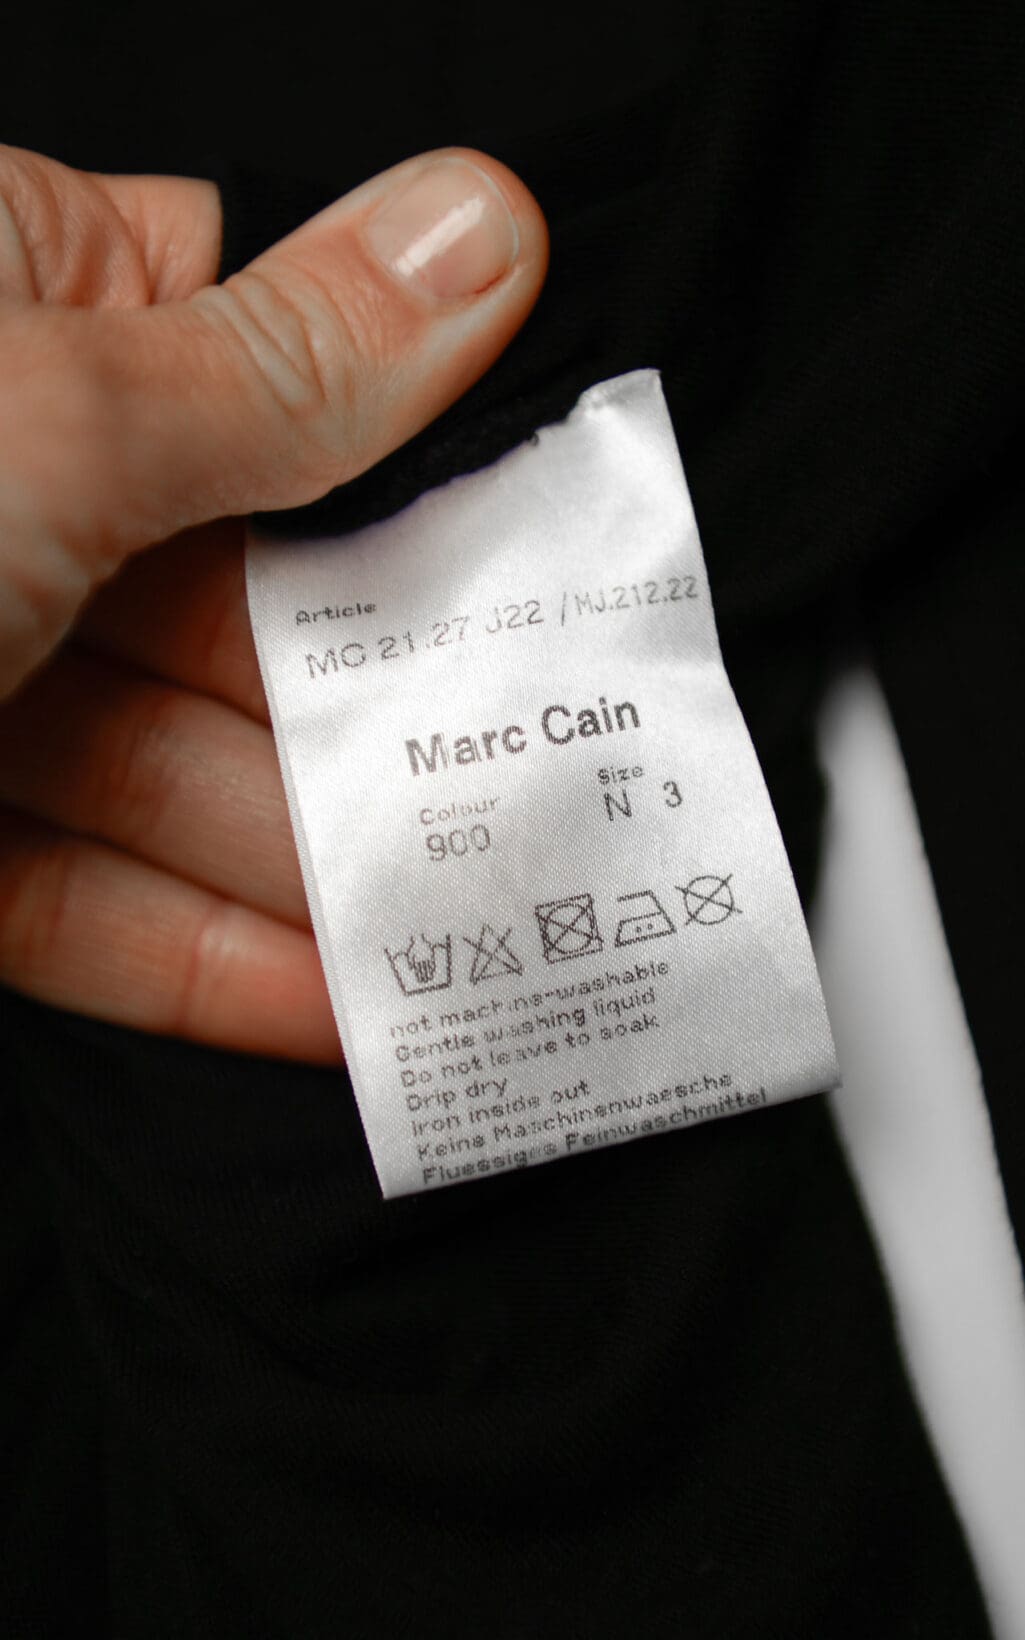 Article
MC 21.27 J22 /MJ.212.22
Marc Cain
Colour
Size
900
N 3
not machine-washable
Gentle washing liquid
Do not leave to soak
Drip dry
Iron inside out
Keine Maschinenwaesche
Fluessiges Feinwaschmittel